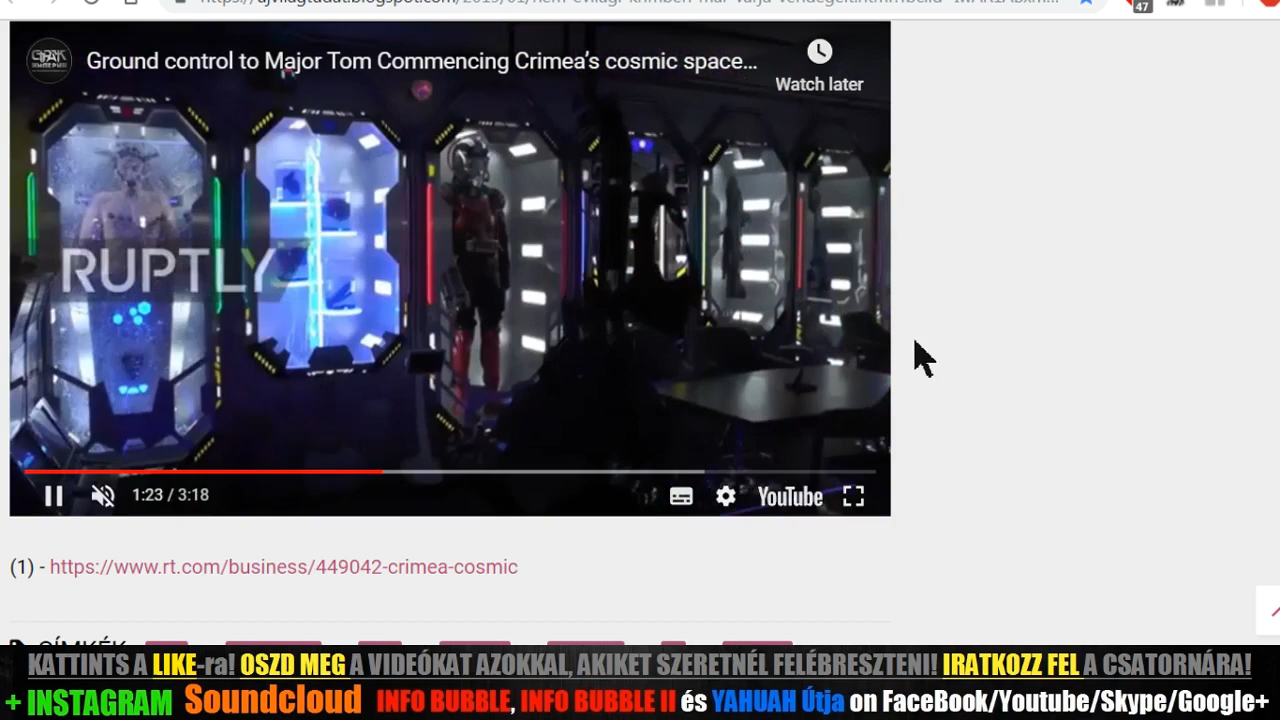 47
Ground control to Major Tom Commencing Crimea’s cosmic space…
Watch later
RUPTLY
1:23 / 3:18
YouTube
(1) - https://www.rt.com/business/449042-crimea-cosmic
CÍMKÉK
KATTINTS A LIKE-ra! OSZD MEG A VIDEÓKAT AZOKKAL, AKIKET SZERETNÉL FELÉBRESZTENI! IRATKOZZ FEL A CSATORNÁRA!
+ INSTAGRAM Soundcloud INFO BUBBLE, INFO BUBBLE II és YAHUAH Útja on FaceBook/Youtube/Skype/Google+